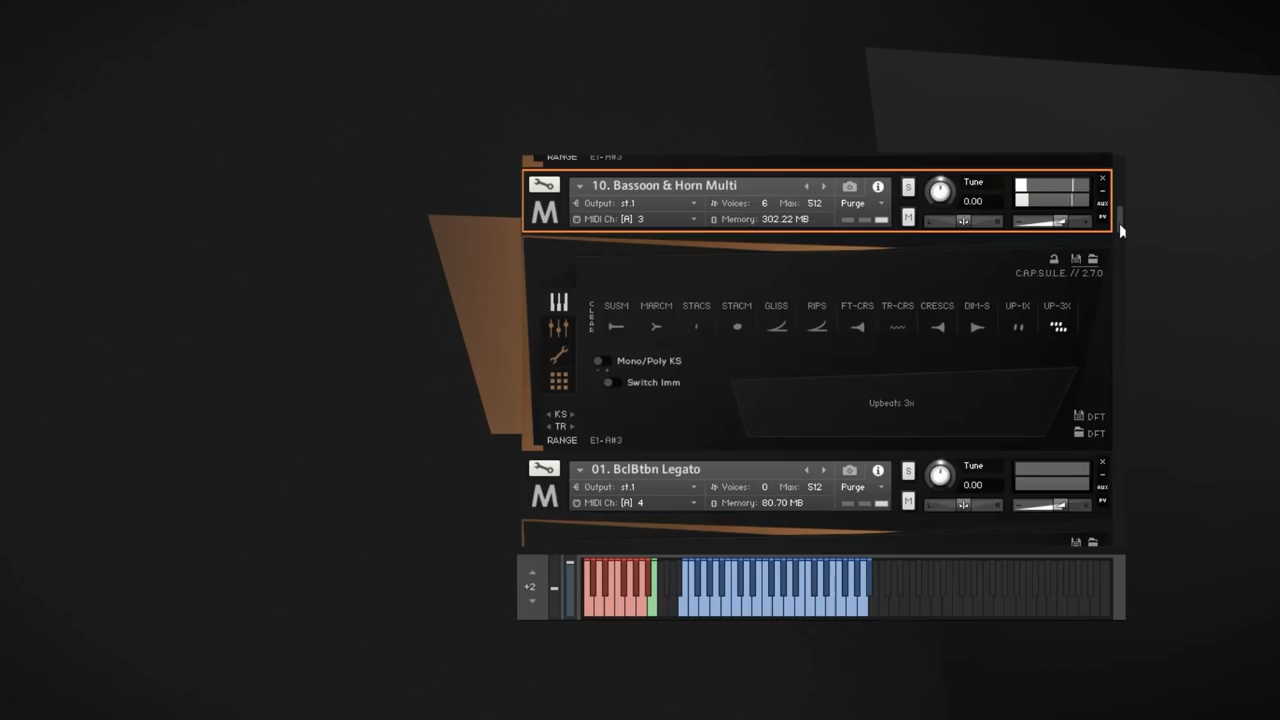 RANGE E1-A#3
10. Bassoon & Horn Multi
Output: st.1 Voices: 6 Max: 512 Purge
MIDI Ch: [A] 3 Memory: 302.22 MB
S
M
Tune
0.00
L R
AUX
PV
C.A.P.S.U.L.E. // 2.7.0
CLEAR
SUSM MARCM STACS STACM GLISS RIPS FT-CRS TR-CRS CRESCS DIM-S UP-1X UP-3X
Mono/Poly KS
Switch Imm
Upbeats 3x
KS
TR
RANGE E1-A#3
DFT
DFT
01. BclBtbn Legato
Output: st.1 Voices: 0 Max: 512 Purge
MIDI Ch: [A] 4 Memory: 80.70 MB
S
M
Tune
0.00
L R
AUX
PV
+2